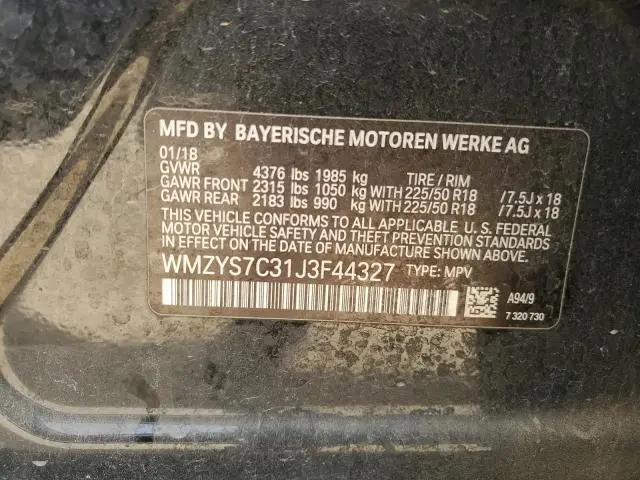 MFD BY BAYERISCHE MOTOREN WERKE AG
01/18
GVWR 4376 lbs 1985 kg TIRE / RIM
GAWR FRONT 2315 lbs 1050 kg WITH 225/50 R18 / 7.5J x 18
GAWR REAR 2183 lbs 990 kg WITH 225/50 R18 / 7.5J x 18
THIS VEHICLE CONFORMS TO ALL APPLICABLE U. S. FEDERAL
MOTOR VEHICLE SAFETY AND THEFT PREVENTION STANDARDS
IN EFFECT ON THE DATE OF MANUFACTURE SHOWN ABOVE.
WMZYS7C31J3F44327 TYPE: MPV
A94/9
7 320 730